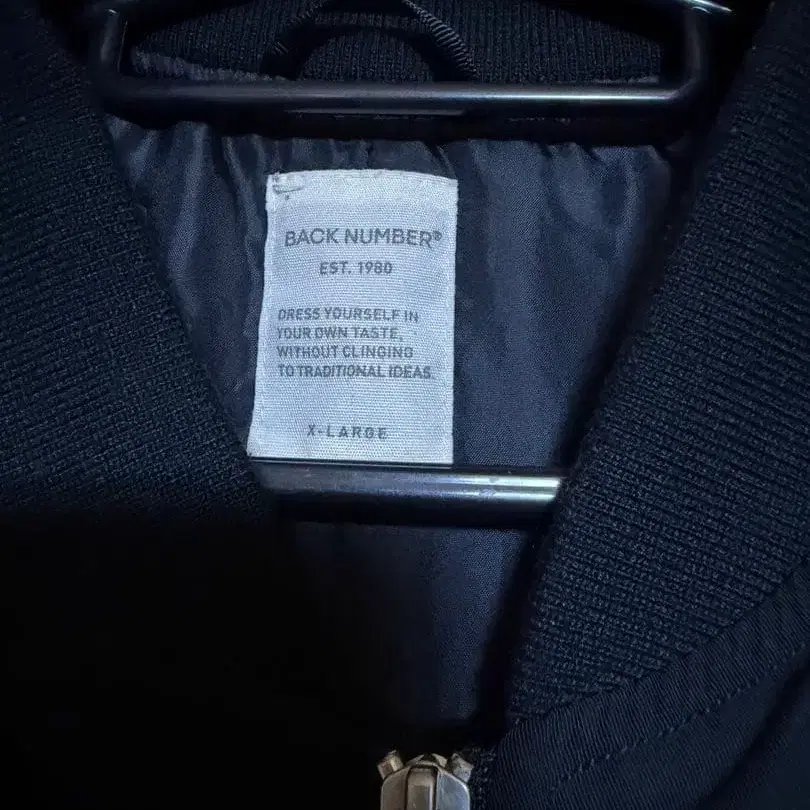 BACK NUMBER®
EST. 1980
DRESS YOURSELF IN
YOUR OWN TASTE,
WITHOUT CLINGING
TO TRADITIONAL IDEAS.
X-LARGE